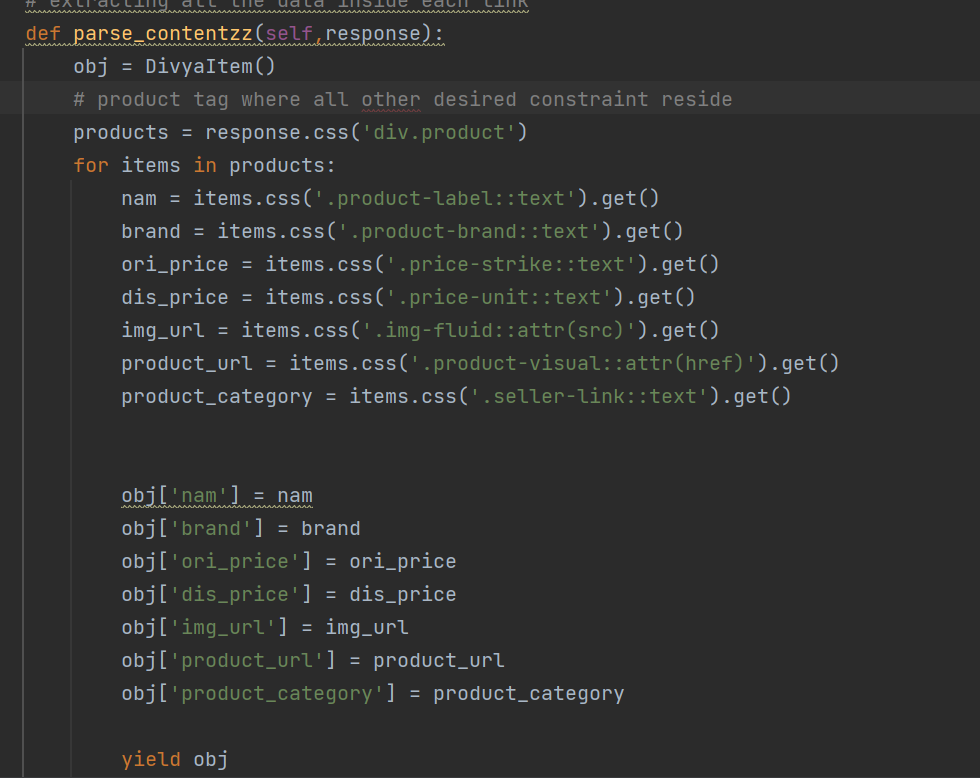 # extracting all the data inside each link
def parse_contentzz(self,response):
    obj = DivyaItem()
    # product tag where all other desired constraint reside
    products = response.css('div.product')
    for items in products:
        nam = items.css('.product-label::text').get()
        brand = items.css('.product-brand::text').get()
        ori_price = items.css('.price-strike::text').get()
        dis_price = items.css('.price-unit::text').get()
        img_url = items.css('.img-fluid::attr(src)').get()
        product_url = items.css('.product-visual::attr(href)').get()
        product_category = items.css('.seller-link::text').get()
        obj['nam'] = nam
        obj['brand'] = brand
        obj['ori_price'] = ori_price
        obj['dis_price'] = dis_price
        obj['img_url'] = img_url
        obj['product_url'] = product_url
        obj['product_category'] = product_category
        yield obj